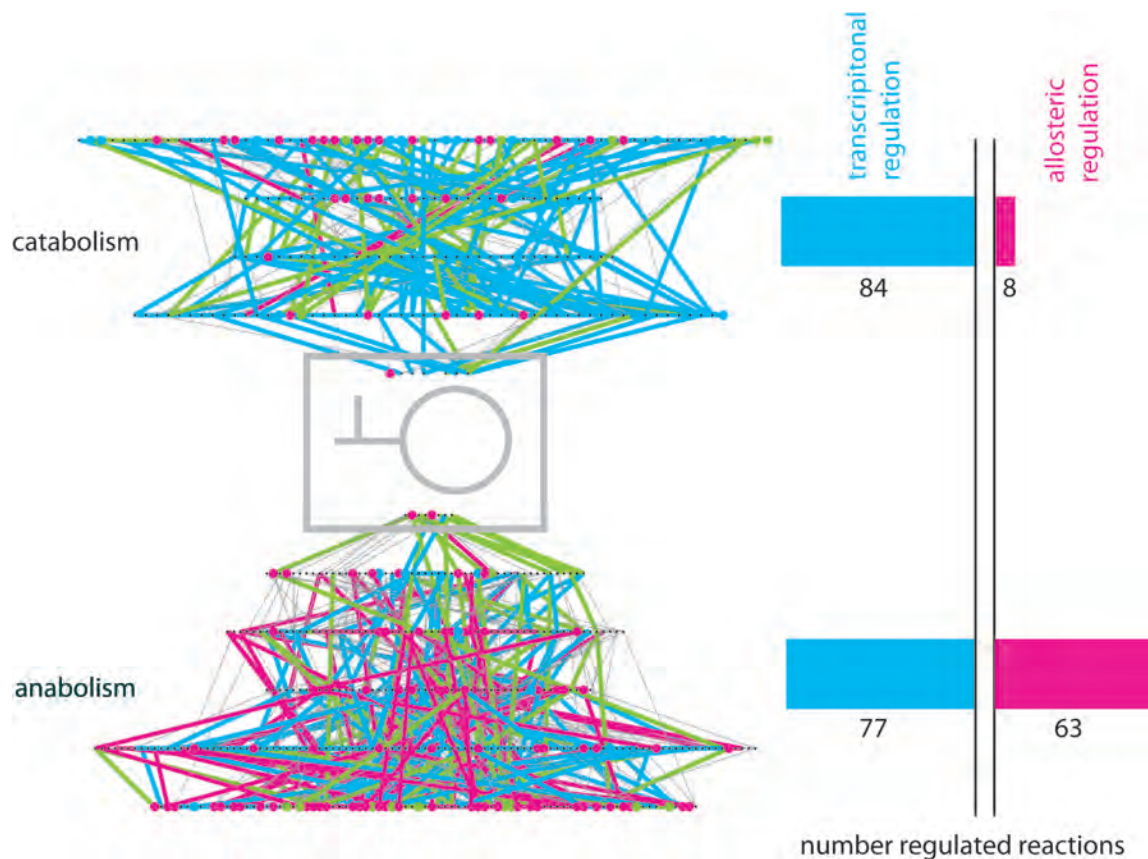 transcripitonal
regulation
allosteric
regulation
catabolism
84
8
anabolism
77
63
number regulated reactions